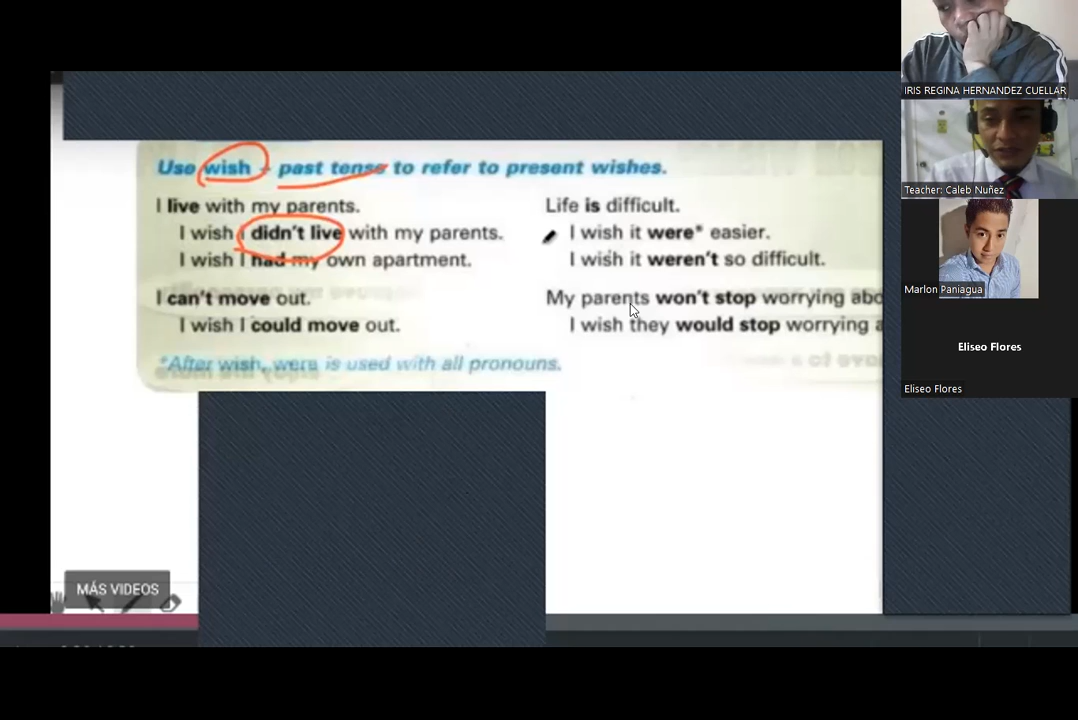 Use wish + past tense to refer to present wishes.
I live with my parents.
I wish I didn't live with my parents.
I wish I had my own apartment.
I can't move out.
I wish I could move out.
Life is difficult.
I wish it were* easier.
I wish it weren't so difficult.
My parents won't stop worrying abo
I wish they would stop worrying a
*After wish, were is used with all pronouns.
MÁS VIDEOS
IRIS REGINA HERNANDEZ CUELLAR
Teacher: Caleb Nuñez
Marlon Paniagua
Eliseo Flores
Eliseo Flores